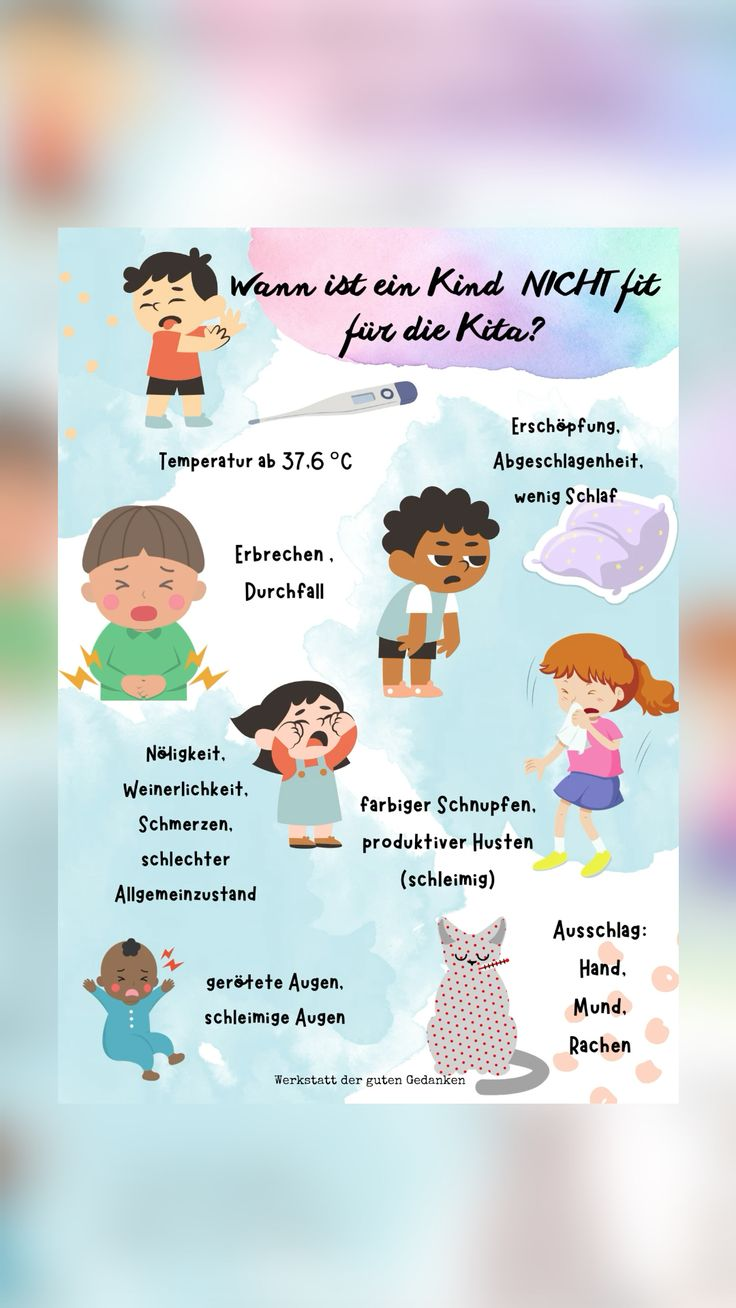 Wann ist ein Kind NICHT fit
für die Kita?
Temperatur ab 37,6 °C
Erschöpfung,
Abgeschlagenheit,
wenig Schlaf
Erbrechen ,
Durchfall
Nöligkeit,
Weinerlichkeit,
Schmerzen,
schlechter
Allgemeinzustand
farbiger Schnupfen,
produktiver Husten
(schleimig)
gerötete Augen,
schleimige Augen
Ausschlag:
Hand,
Mund,
Rachen
Werkstatt der guten Gedanken